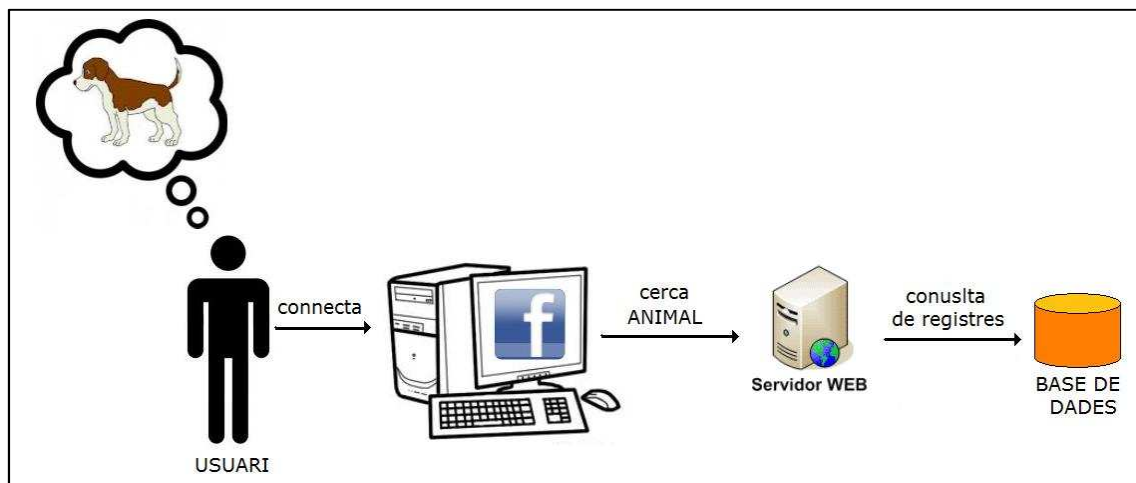 connecta
f
cerca
ANIMAL
conuslta
de registres
Servidor WEB
BASE DE
DADES
USUARI